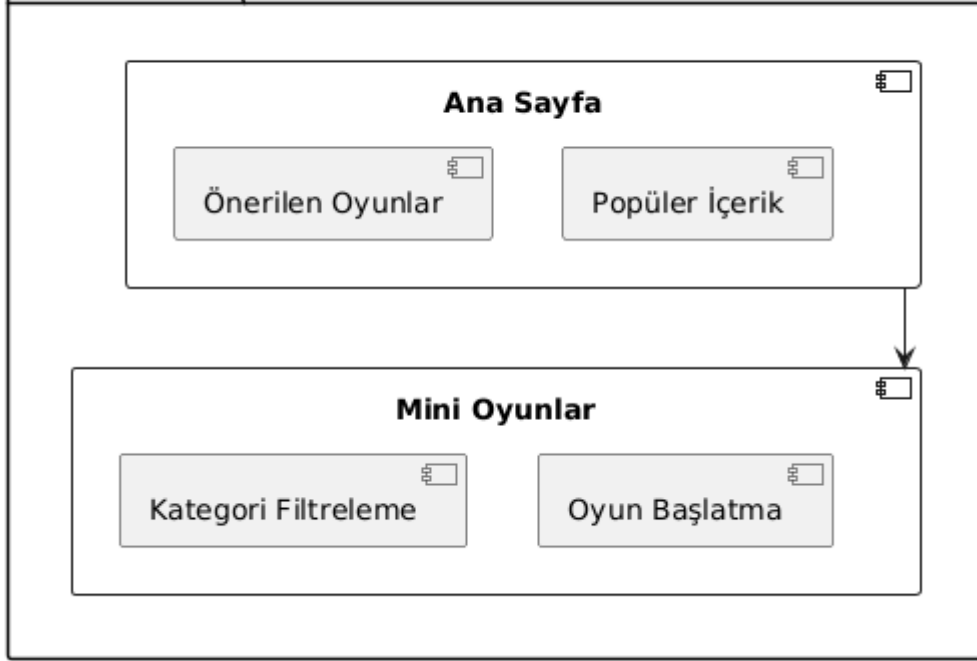 Ana Sayfa
Önerilen Oyunlar
Popüler İçerik
Mini Oyunlar
Kategori Filtreleme
Oyun Başlatma